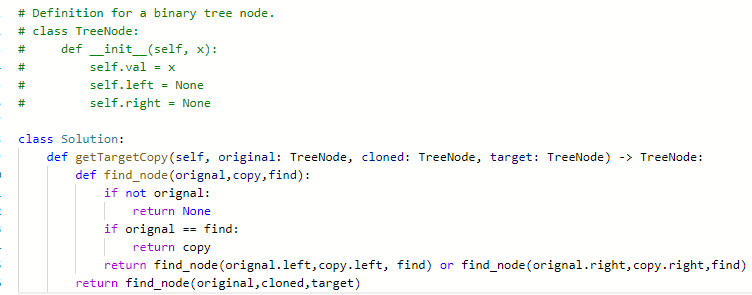 # Definition for a binary tree node.
# class TreeNode:
#     def __init__(self, x):
#         self.val = x
#         self.left = None
#         self.right = None

class Solution:
    def getTargetCopy(self, original: TreeNode, cloned: TreeNode, target: TreeNode) -> TreeNode:
        def find_node(orignal,copy,find):
            if not orignal:
                return None
            if orignal == find:
                return copy
            return find_node(orignal.left,copy.left, find) or find_node(orignal.right,copy.right,find)
        return find_node(original,cloned,target)